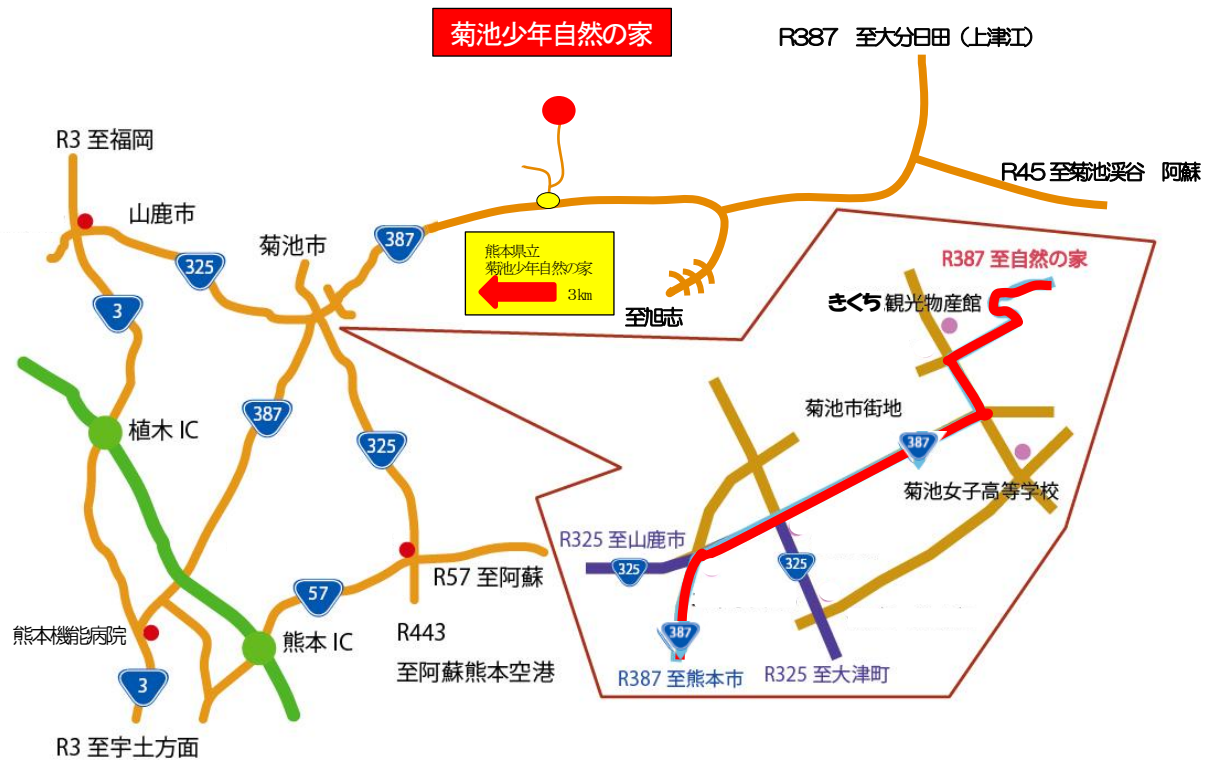 菊池少年自然の家
R387 至大分日田（上津江）
R3 至福岡
山鹿市
菊池市
387
325
R45 至菊池渓谷 阿蘇
熊本県立
菊池少年自然の家
3km
至旭志
3
植木 IC
387
325
R57 至阿蘇
57
熊本機能病院
熊本 IC
R443
至阿蘇熊本空港
3
R3 至宇土方面
R387 至自然の家
きくち観光物産館
菊池市街地
387
菊池女子高等学校
R325 至山鹿市
325
325
387
R387 至熊本市
R325 至大津町